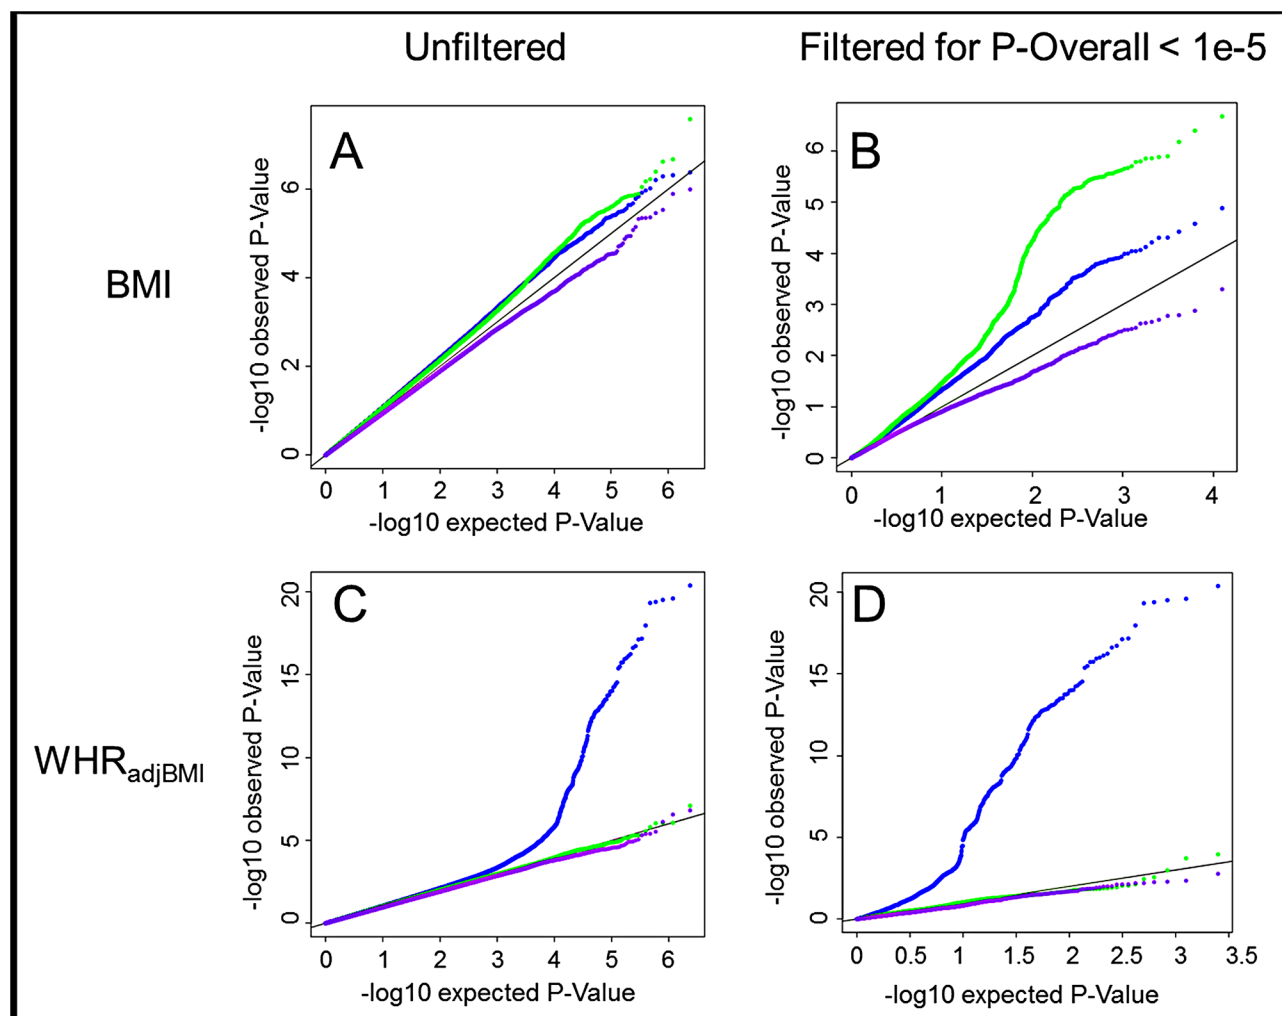 Unfiltered
Filtered for P-Overall < 1e-5
BMI
A
-log10 observed P-Value
0 2 4 6
0 1 2 3 4 5 6
-log10 expected P-Value
B
-log10 observed P-Value
0 1 2 3 4 5 6
0 1 2 3 4
-log10 expected P-Value
WHRadjBMI
C
-log10 observed P-Value
0 5 10 15 20
0 1 2 3 4 5 6
-log10 expected P-Value
D
-log10 observed P-Value
0 5 10 15 20
0 0.5 1 1.5 2 2.5 3 3.5
-log10 expected P-Value